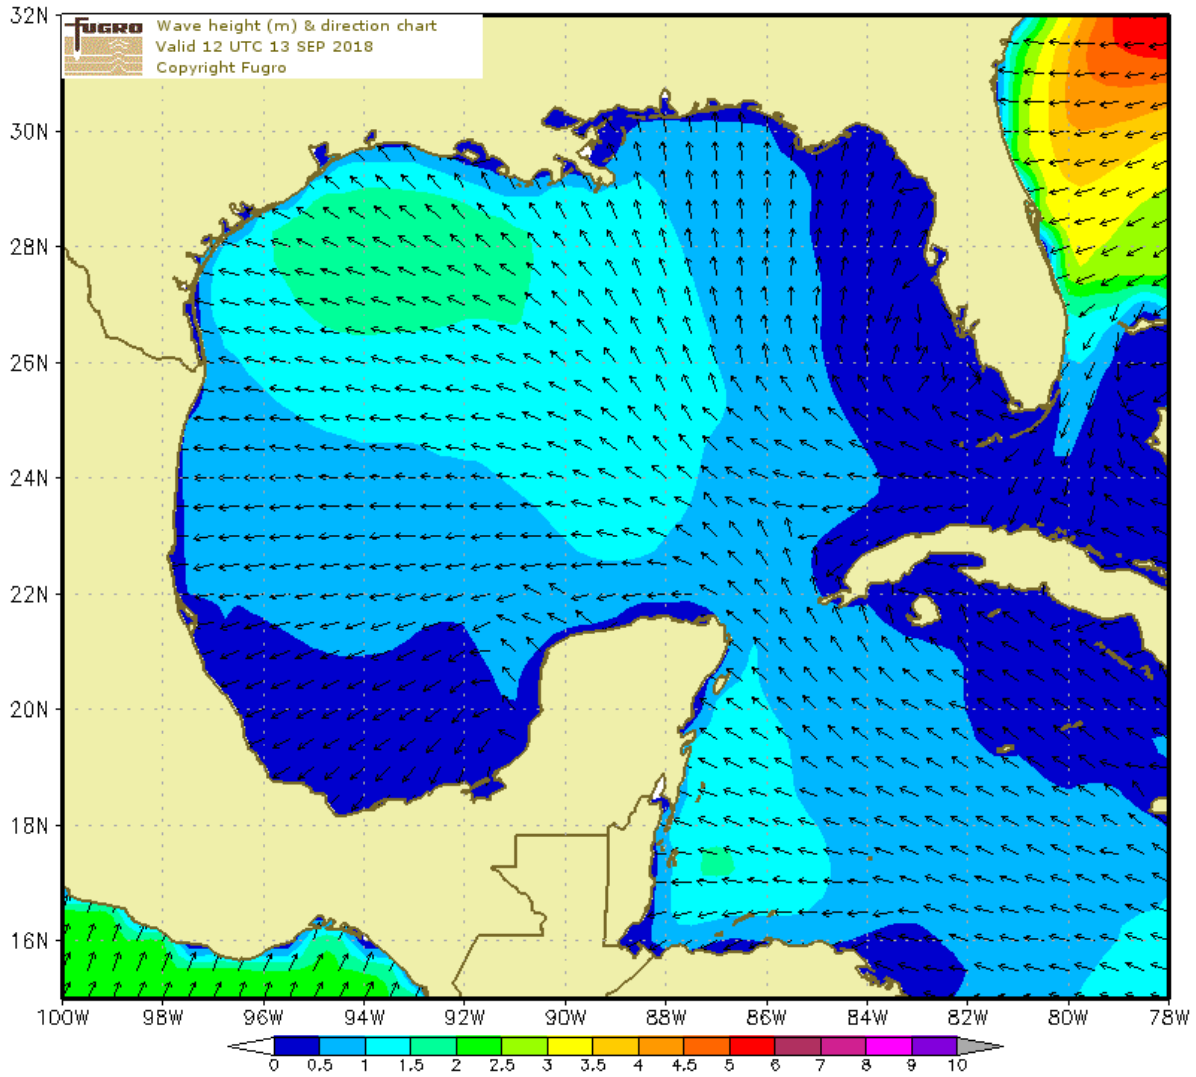 32N
FUGRO
Wave height (m) & direction chart
Valid 12 UTC 13 SEP 2018
Copyright Fugro
30N
28N
26N
24N
22N
20N
18N
16N
100W 98W 96W 94W 92W 90W 88W 86W 84W 82W 80W 78W
0 0.5 1 1.5 2 2.5 3 3.5 4 4.5 5 6 7 8 9 10